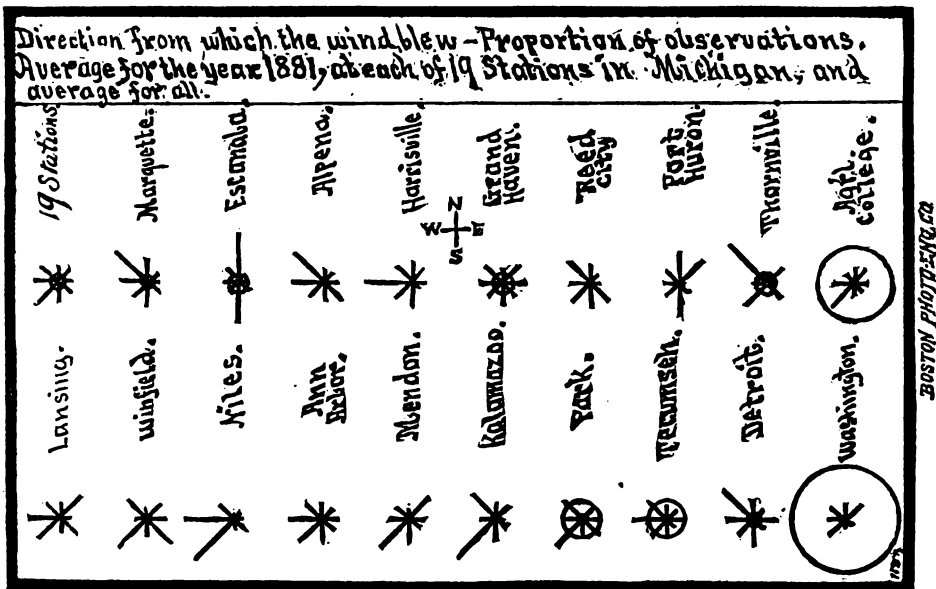 Direction from which the wind blew - Proportion of observations.
Average for the year 1881, at each of 19 Stations in Michigan, and
average for all.
19 Stations.
Marquette.
Escanaba.
Alpena.
Harrisville.
Grand
Haven.
Reed
City
Port
Huron.
Thornville.
Agrl
College.
N
W E
S
Lansing.
Winfield.
Niles.
Ann
Arbor.
Mendon.
Kalamazoo.
Park.
Tecumseh.
Detroit.
Washington.
BOSTON PHOTO-ENG. CO